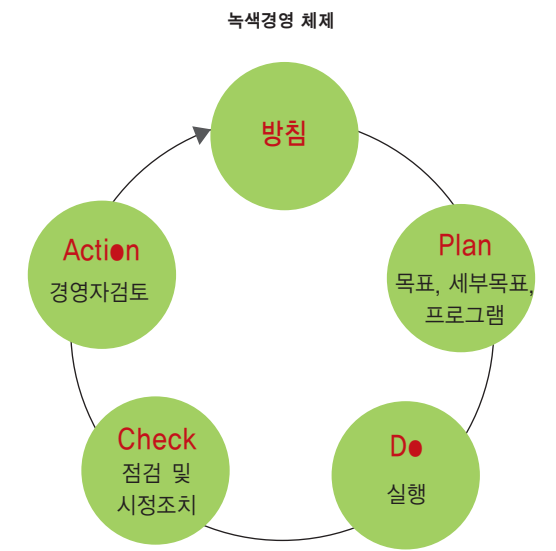 녹색경영 체제
방침
Plan
목표, 세부목표,
프로그램
Do
실행
Check
점검 및
시정조치
Action
경영자검토